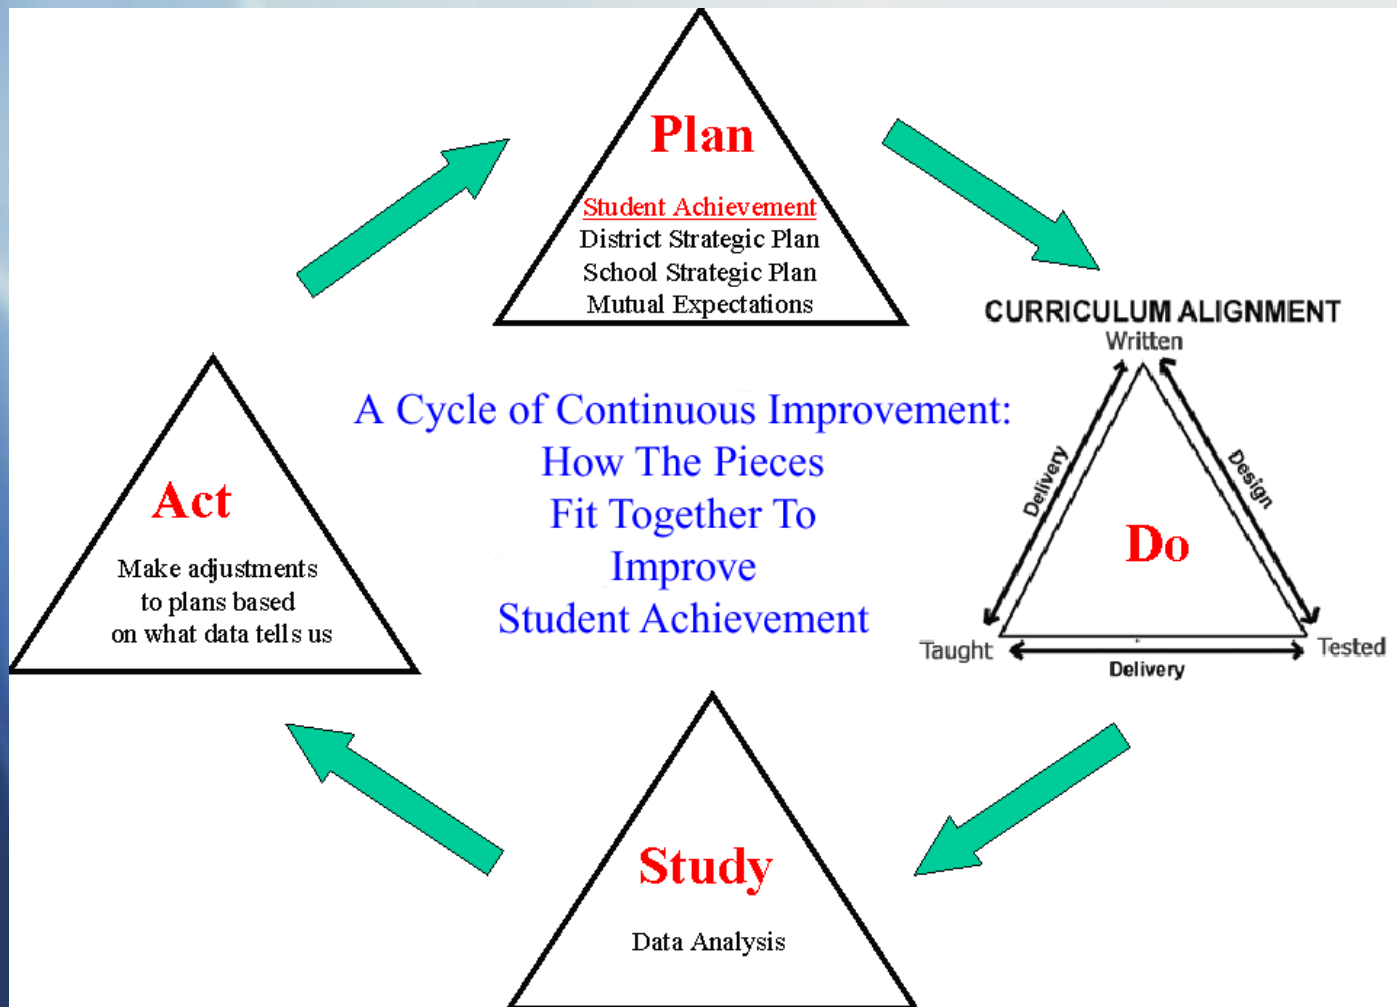 Plan
Student Achievement
District Strategic Plan
School Strategic Plan
Mutual Expectations
CURRICULUM ALIGNMENT
Written
Delivery
Design
Do
Taught
Tested
Delivery
A Cycle of Continuous Improvement:
How The Pieces
Fit Together To
Improve
Student Achievement
Act
Make adjustments
to plans based
on what data tells us
Study
Data Analysis